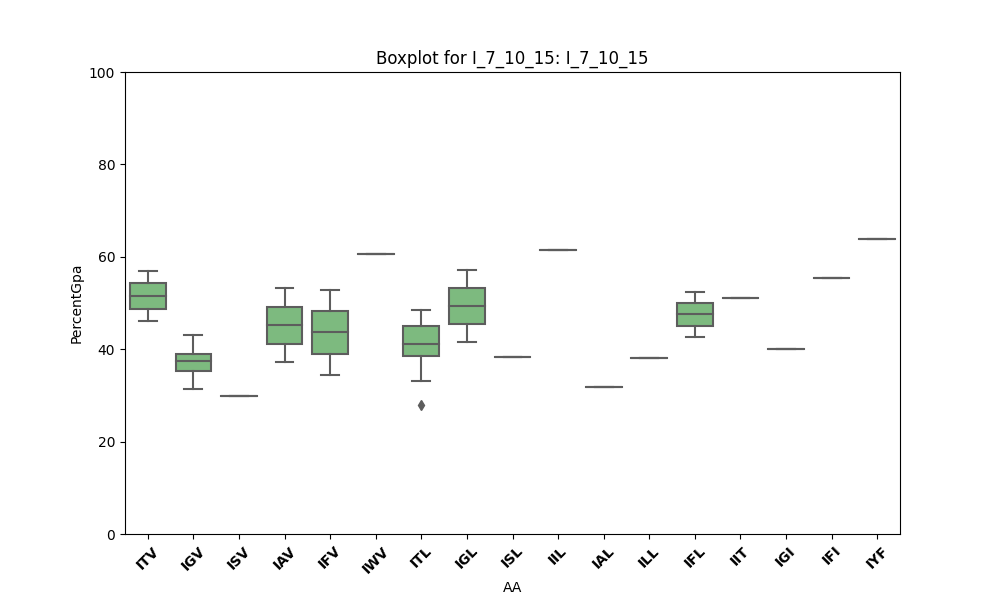 Boxplot for I_7_10_15: I_7_10_15
100
80
60
40
20
0
PercentGpa
ITV IGV ISV IAV IFV IWV ITL IGL ISL IIL IAL ILL IFL IIT IGI IFI IYF
AA